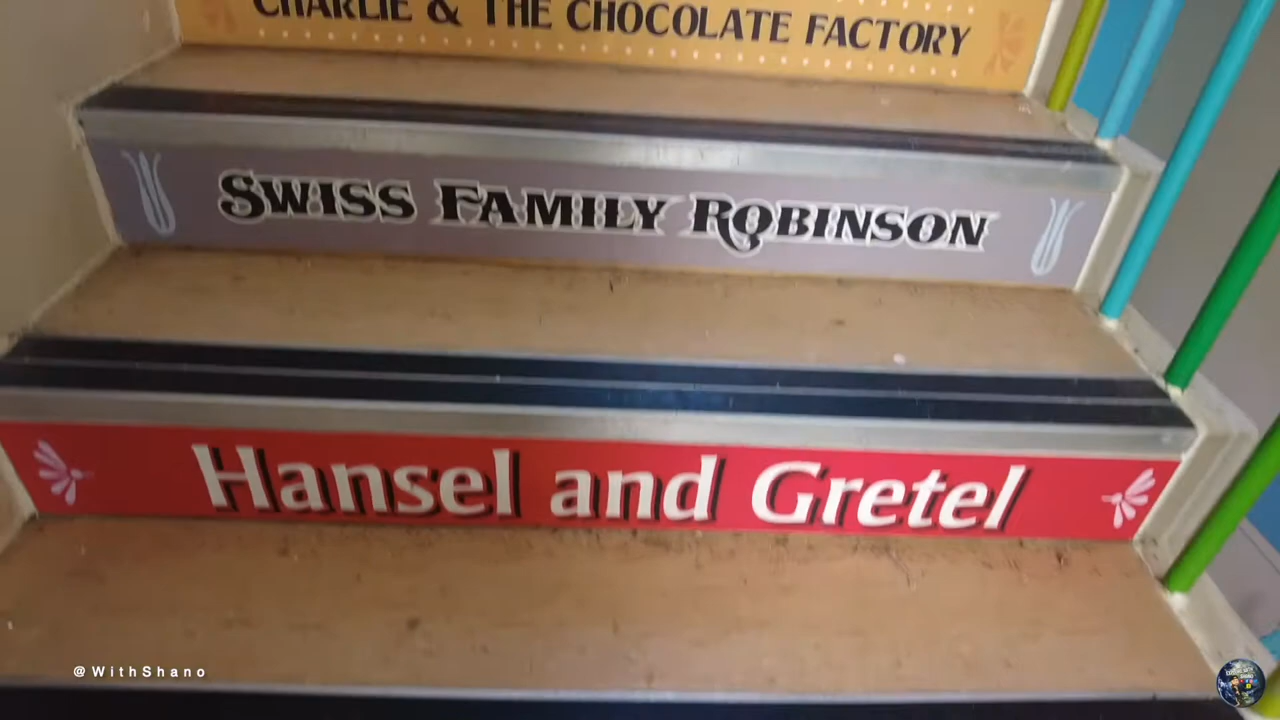 CHARLIE & THE CHOCOLATE FACTORY
SWISS FAMILY ROBINSON
Hansel and Gretel
@WithShano